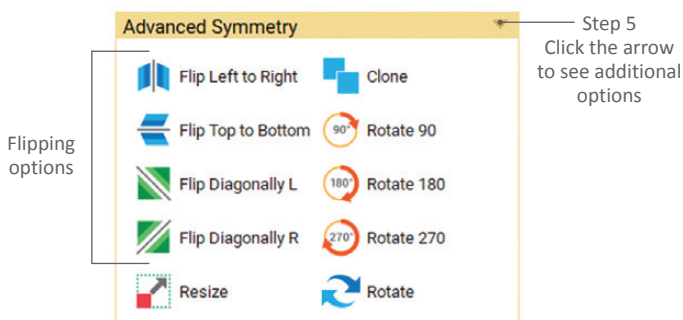 Advanced Symmetry
Step 5
Click the arrow
to see additional
options
Flipping
options
Flip Left to Right
Clone
Flip Top to Bottom
90°
Rotate 90
Flip Diagonally L
180°
Rotate 180
Flip Diagonally R
270°
Rotate 270
Resize
Rotate